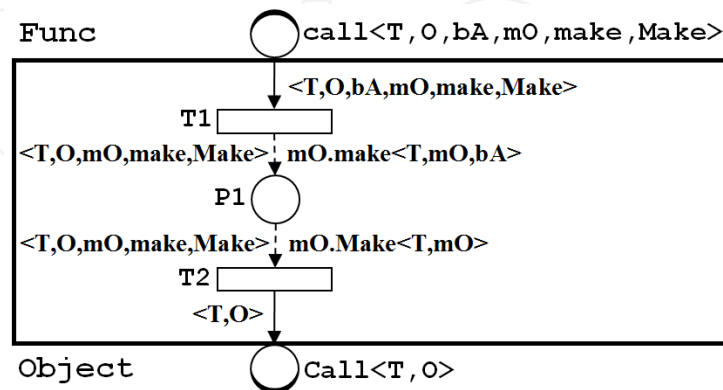 Func call<T,O,bA,mO,make,Make>
<T,O,bA,mO,make,Make>
T1
<T,O,mO,make,Make> mO.make<T,mO,bA>
P1
<T,O,mO,make,Make> mO.Make<T,mO>
T2
<T,O>
Object Call<T,O>